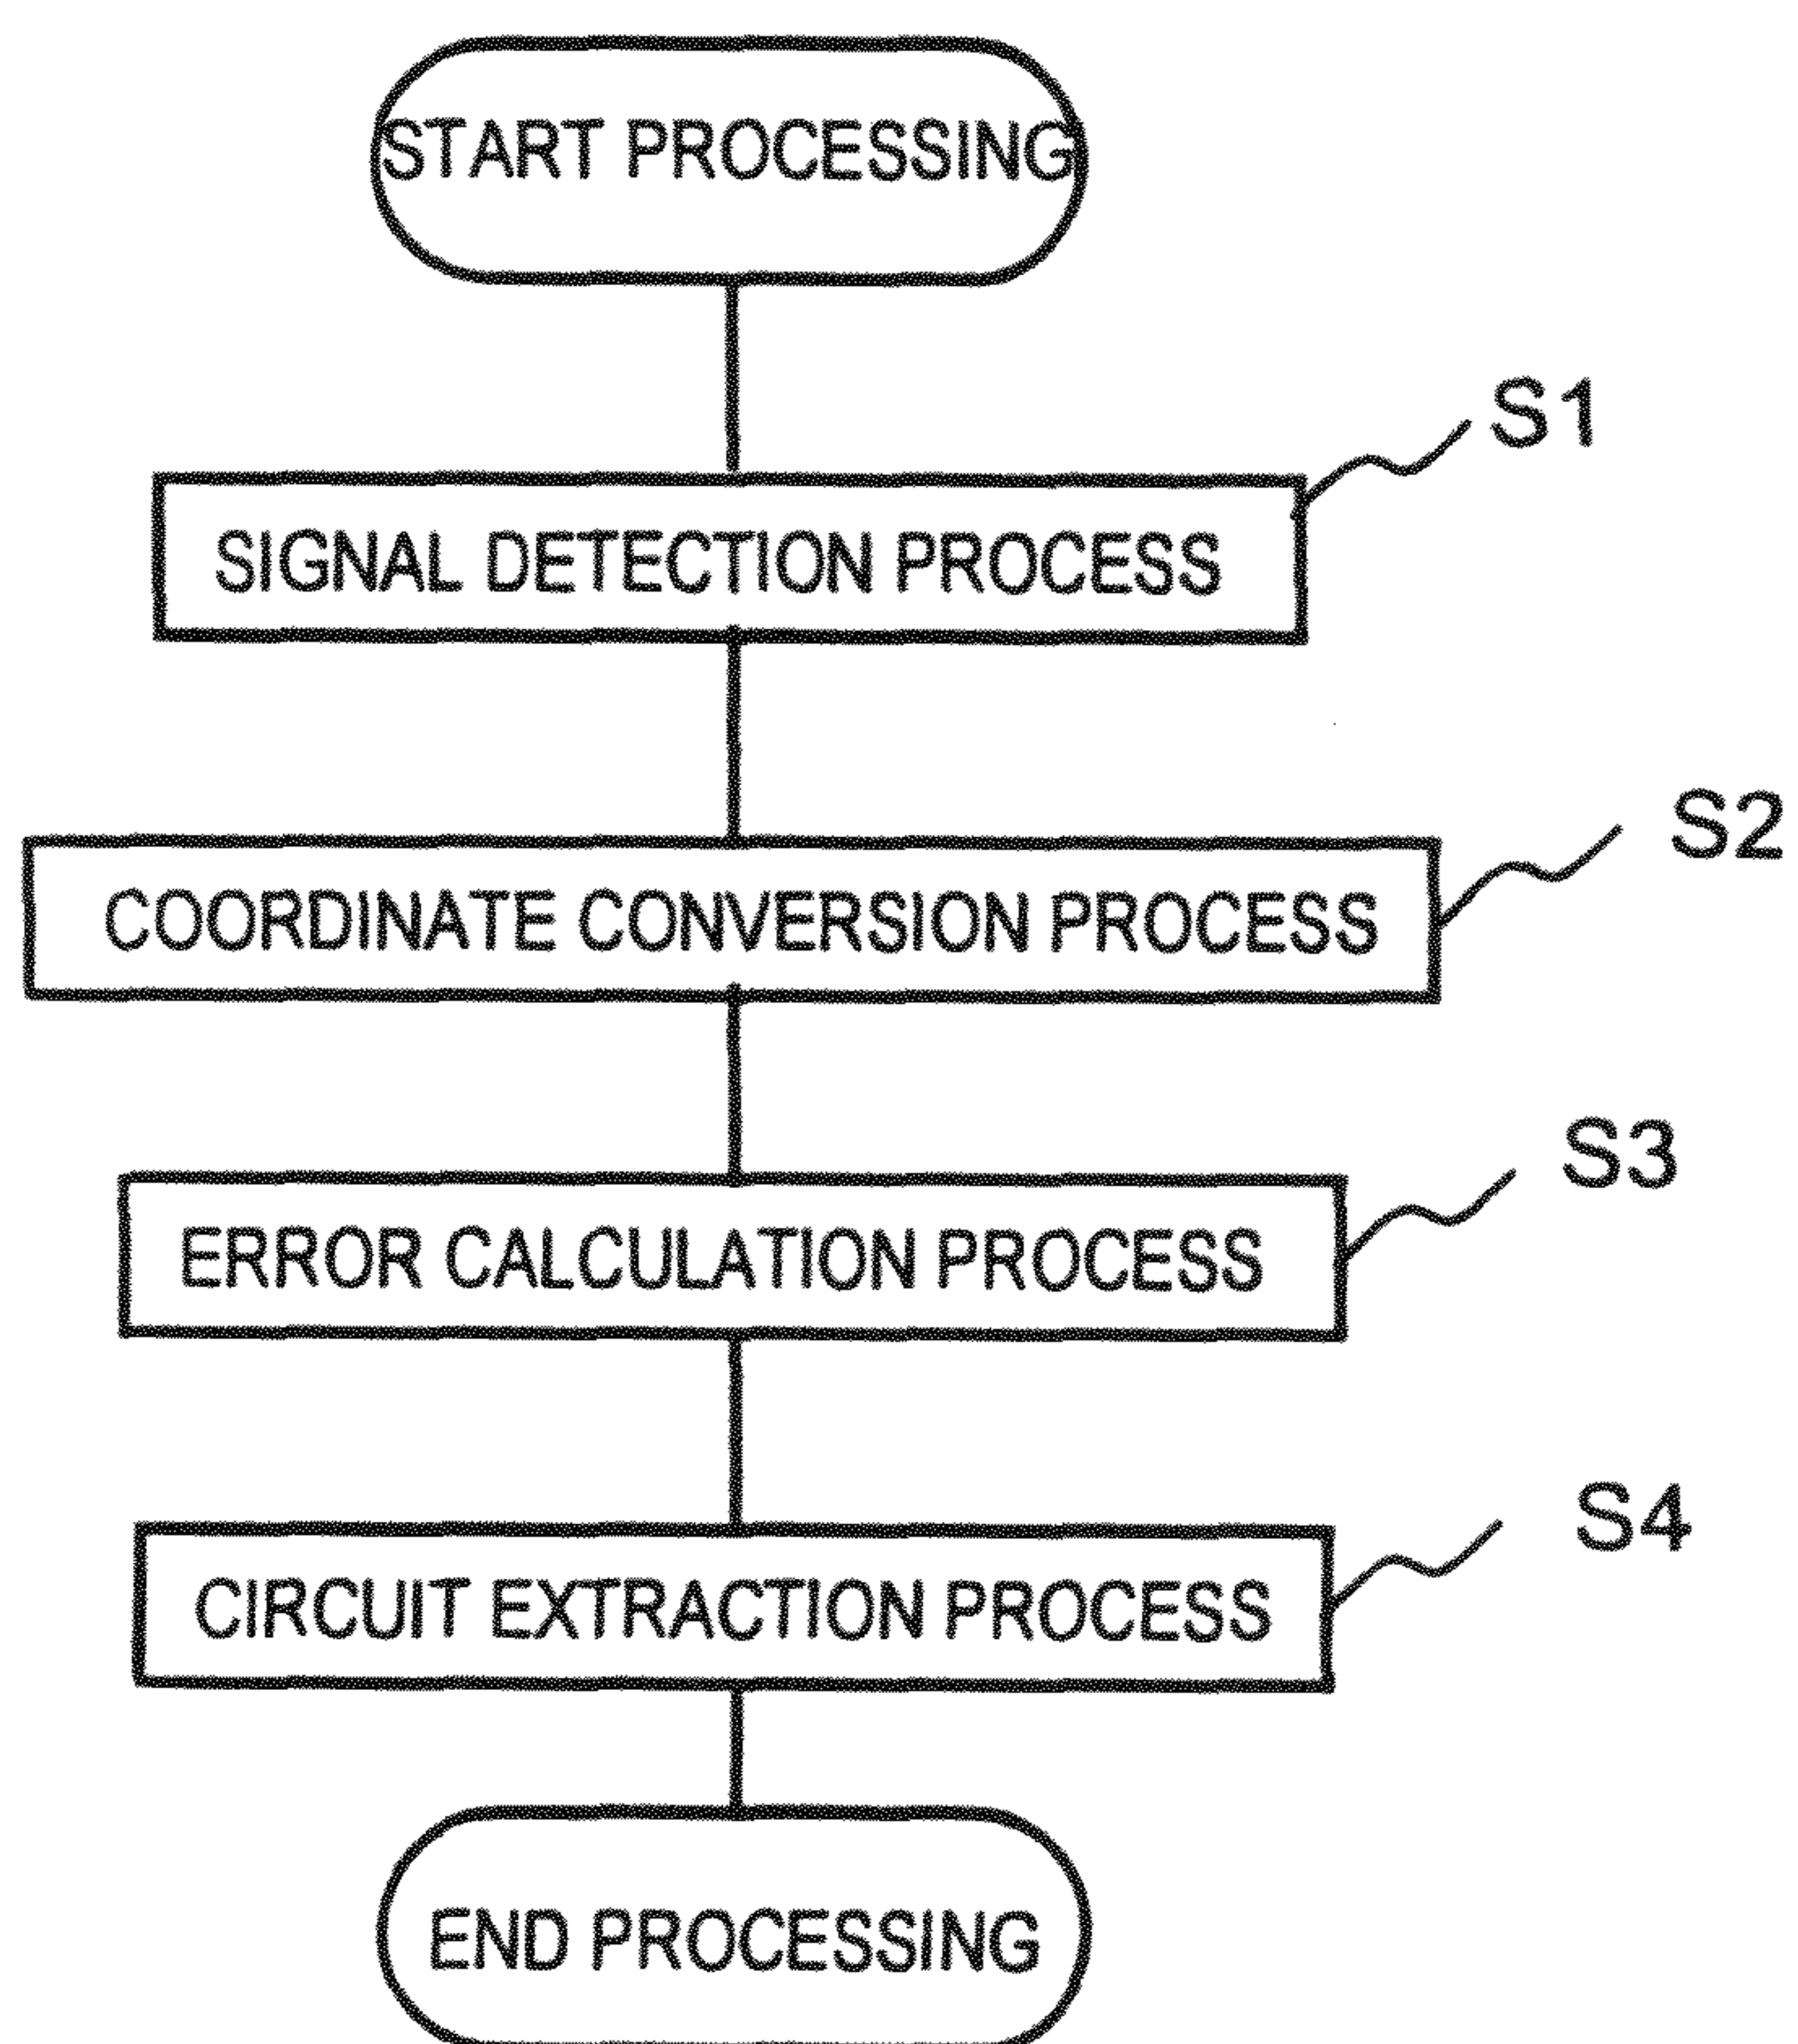 START PROCESSING
S1
SIGNAL DETECTION PROCESS
S2
COORDINATE CONVERSION PROCESS
S3
ERROR CALCULATION PROCESS
S4
CIRCUIT EXTRACTION PROCESS
END PROCESSING